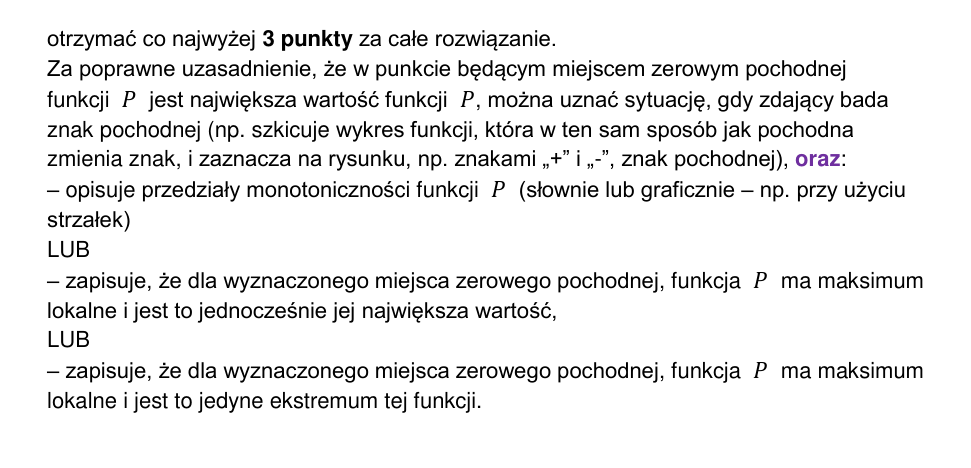 otrzymać co najwyżej 3 punkty za całe rozwiązanie.
Za poprawne uzasadnienie, że w punkcie będącym miejscem zerowym pochodnej
funkcji P jest największa wartość funkcji P, można uznać sytuację, gdy zdający bada
znak pochodnej (np. szkicuje wykres funkcji, która w ten sam sposób jak pochodna
zmienia znak, i zaznacza na rysunku, np. znakami „+” i „-”, znak pochodnej), oraz:
– opisuje przedziały monotoniczności funkcji P (słownie lub graficznie – np. przy użyciu
strzałek)
LUB
– zapisuje, że dla wyznaczonego miejsca zerowego pochodnej, funkcja P ma maksimum
lokalne i jest to jednocześnie jej największa wartość,
LUB
– zapisuje, że dla wyznaczonego miejsca zerowego pochodnej, funkcja P ma maksimum
lokalne i jest to jedyne ekstremum tej funkcji.